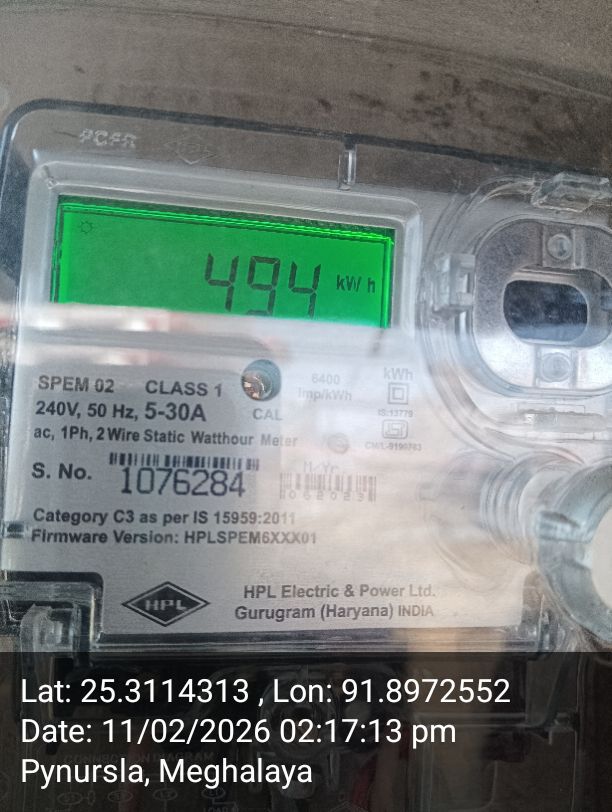 494 kWh
SPEM 02 CLASS 1
240V, 50 Hz, 5-30A
ac, 1Ph, 2 Wire Static Watthour Meter
CAL
6400
imp/kWh
kWh
IS:13779
CM/L-9190783
S. No. 1076284
M/Yr.
062023
Category C3 as per IS 15959:2011
Firmware Version: HPLSPEM6XXX01
HPL
HPL Electric & Power Ltd.
Gurugram (Haryana) INDIA
Lat: 25.3114313 , Lon: 91.8972552
Date: 11/02/2026 02:17:13 pm
Pynursla, Meghalaya